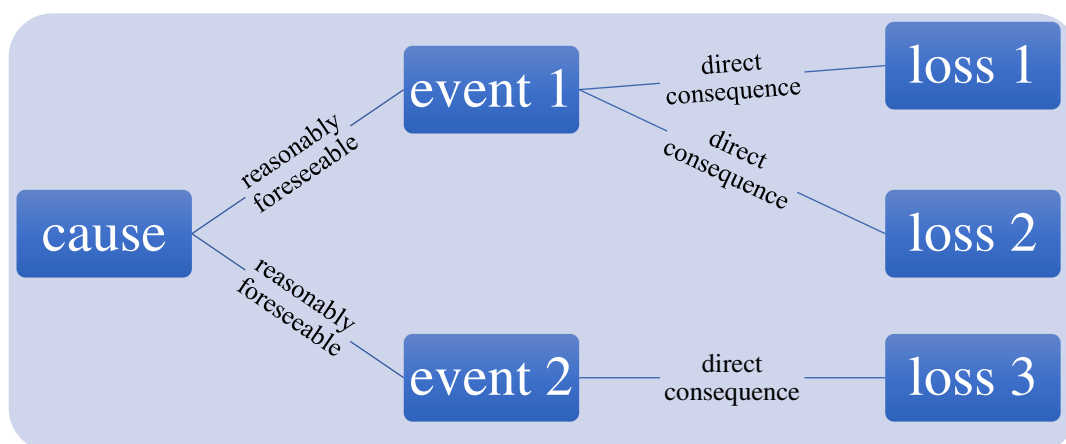 cause
reasonably
foreseeable
event 1
direct
consequence
loss 1
direct
consequence
loss 2
reasonably
foreseeable
event 2
direct
consequence
loss 3